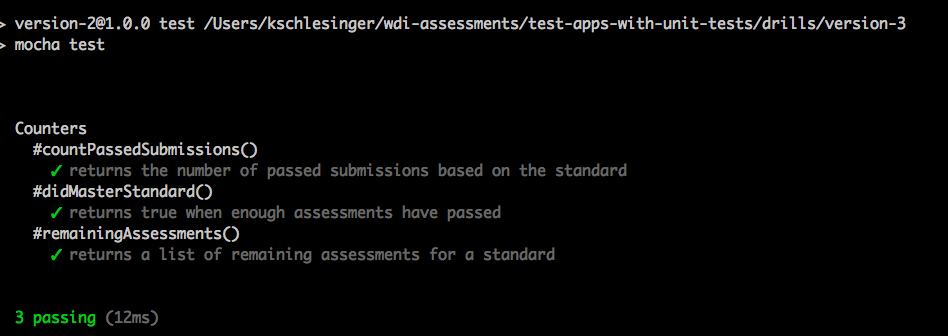 > version-2@1.0.0 test /Users/kschlesinger/wdi-assessments/test-apps-with-unit-tests/drills/version-3
> mocha test
Counters
#countPassedSubmissions()
✓ returns the number of passed submissions based on the standard
#didMasterStandard()
✓ returns true when enough assessments have passed
#remainingAssessments()
✓ returns a list of remaining assessments for a standard
3 passing (12ms)